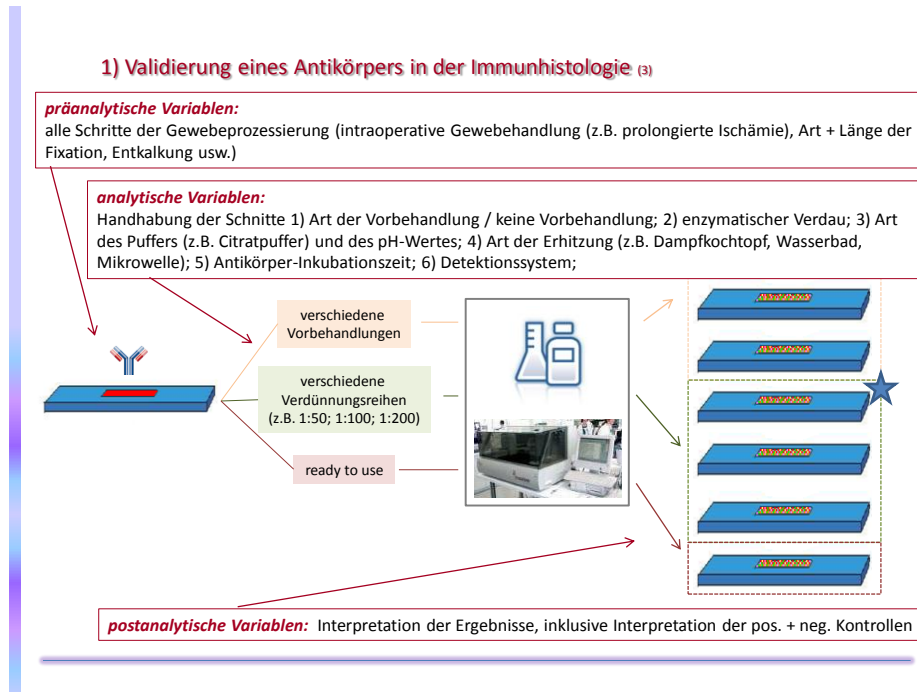 1) Validierung eines Antikörpers in der Immunhistologie (3)
präanalytische Variablen:
alle Schritte der Gewebeprozessierung (intraoperative Gewebehandlung (z.B. prolongierte Ischämie), Art + Länge der
Fixation, Entkalkung usw.)
analytische Variablen:
Handhabung der Schnitte 1) Art der Vorbehandlung / keine Vorbehandlung; 2) enzymatischer Verdau; 3) Art
des Puffers (z.B. Citratpuffer) und des pH-Wertes; 4) Art der Erhitzung (z.B. Dampfkochtopf, Wasserbad,
Mikrowelle); 5) Antikörper-Inkubationszeit; 6) Detektionssystem;
verschiedene
Vorbehandlungen
verschiedene
Verdünnungsreihen
(z.B. 1:50; 1:100; 1:200)
ready to use
postanalytische Variablen: Interpretation der Ergebnisse, inklusive Interpretation der pos. + neg. Kontrollen